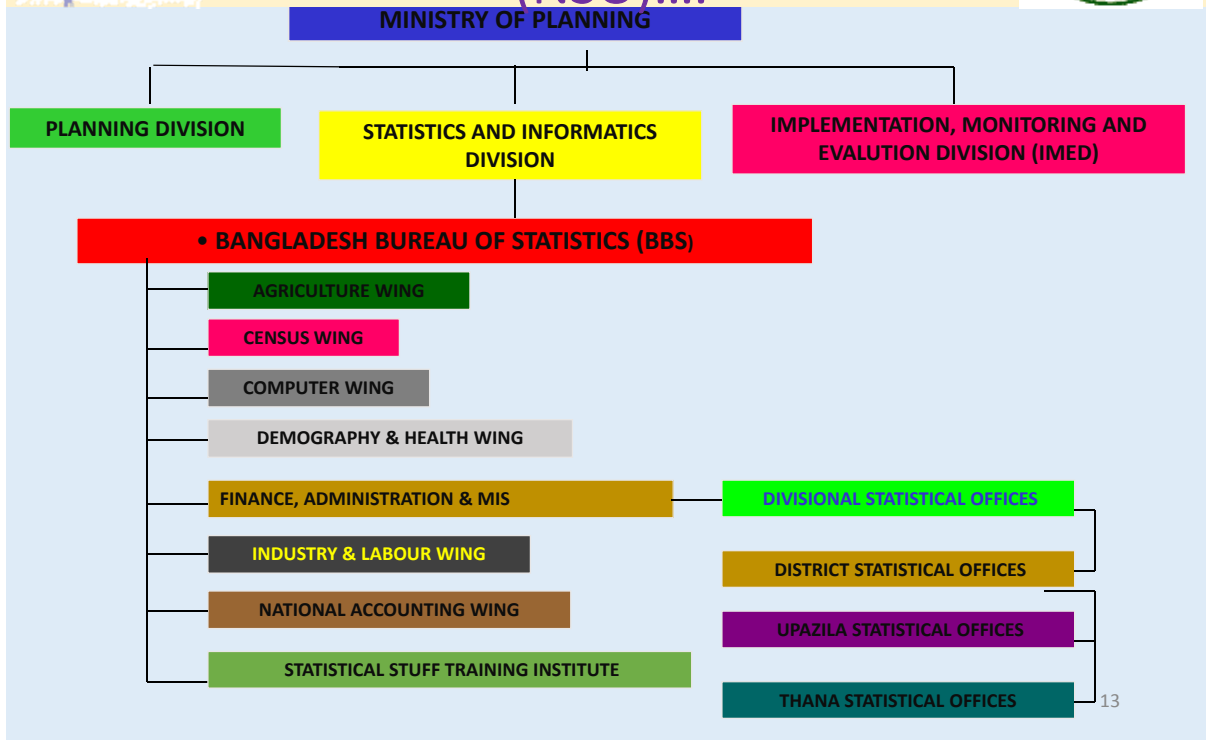 (NSO)....
MINISTRY OF PLANNING
PLANNING DIVISION
STATISTICS AND INFORMATICS
DIVISION
IMPLEMENTATION, MONITORING AND
EVALUTION DIVISION (IMED)
• BANGLADESH BUREAU OF STATISTICS (BBS)
AGRICULTURE WING
CENSUS WING
COMPUTER WING
DEMOGRAPHY & HEALTH WING
FINANCE, ADMINISTRATION & MIS
DIVISIONAL STATISTICAL OFFICES
INDUSTRY & LABOUR WING
DISTRICT STATISTICAL OFFICES
NATIONAL ACCOUNTING WING
UPAZILA STATISTICAL OFFICES
STATISTICAL STUFF TRAINING INSTITUTE
THANA STATISTICAL OFFICES
13